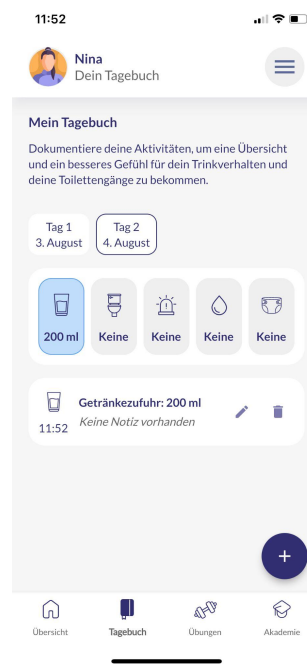 11:52
Nina
Dein Tagebuch
Mein Tagebuch
Dokumentiere deine Aktivitäten, um eine Übersicht
und ein besseres Gefühl für dein Trinkverhalten und
deine Toilettengänge zu bekommen.
Tag 1 Tag 2
3. August 4. August
200 ml Keine Keine Keine Keine
Getränkezufuhr: 200 ml
11:52 Keine Notiz vorhanden
+
Übersicht Tagebuch Übungen Akademie